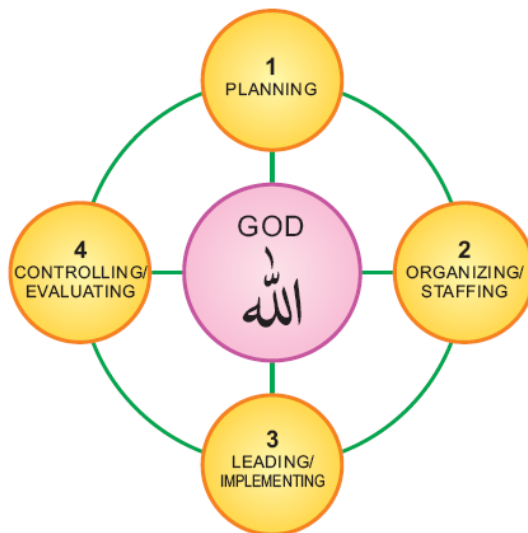 1
PLANNING
GOD
الله
4
CONTROLLING/
EVALUATING
2
ORGANIZING/
STAFFING
3
LEADING/
IMPLEMENTING